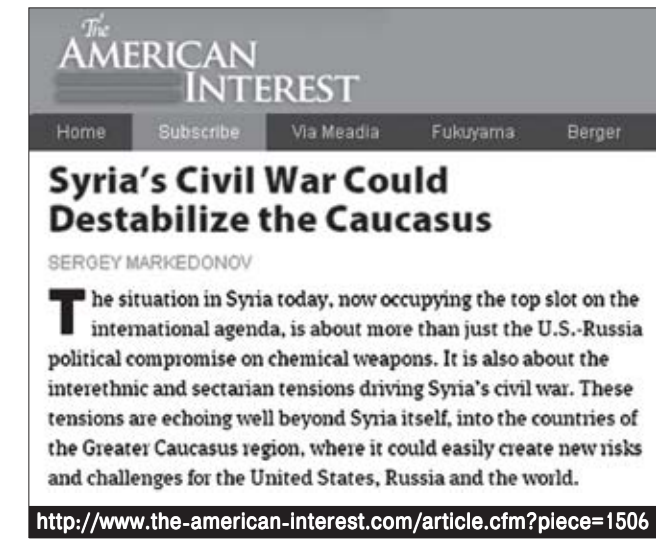 The
AMERICAN
INTEREST
Home Subscribe Via Meadia Fukuyama Berger
Syria's Civil War Could
Destabilize the Caucasus
SERGEY MARKEDONOV
The situation in Syria today, now occupying the top slot on the
international agenda, is about more than just the U.S.-Russia
political compromise on chemical weapons. It is also about the
interethnic and sectarian tensions driving Syria's civil war. These
tensions are echoing well beyond Syria itself, into the countries of
the Greater Caucasus region, where it could easily create new risks
and challenges for the United States, Russia and the world.
http://www.the-american-interest.com/article.cfm?piece=1506